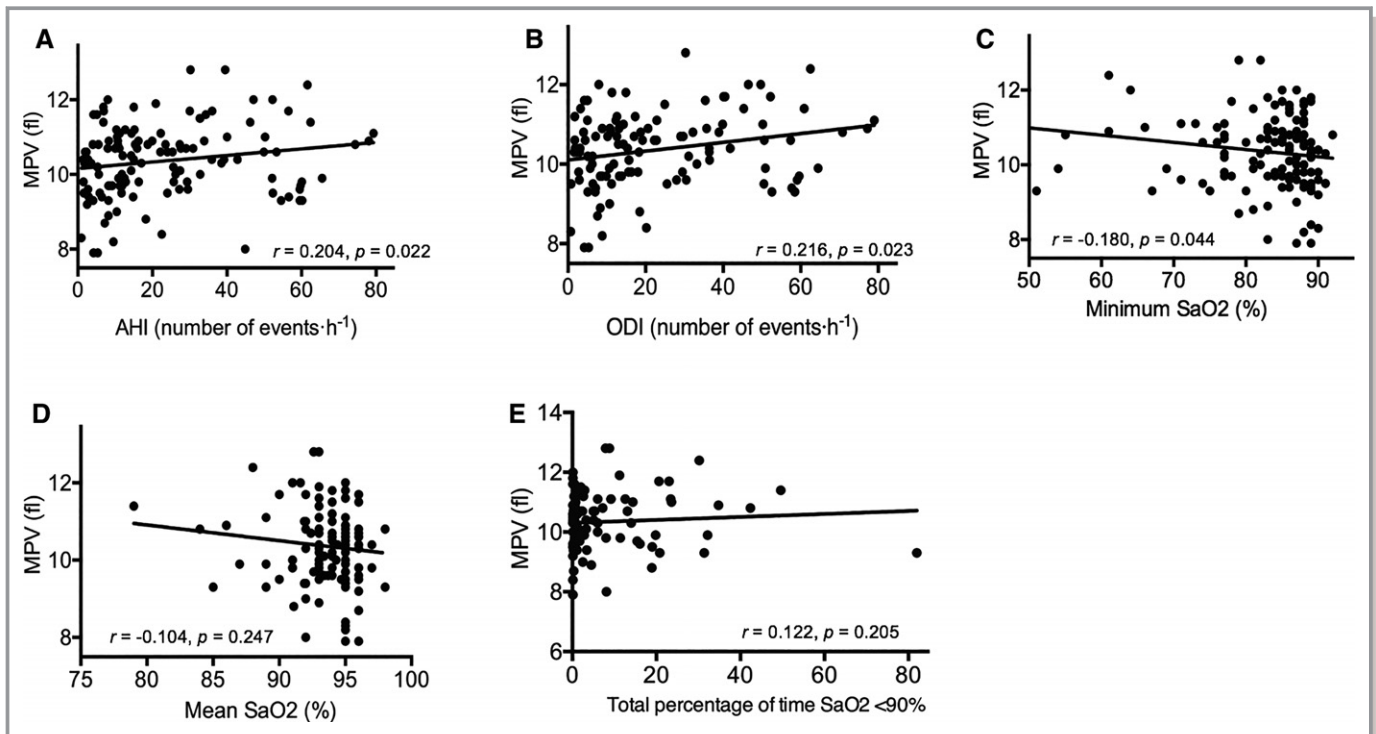 A
MPV (fl)
12
10
8
r = 0.204, p = 0.022
0 20 40 60 80
AHI (number of events·h-1)
B
MPV (fl)
12
10
8
r = 0.216, p = 0.023
0 20 40 60 80
ODI (number of events·h-1)
C
MPV (fl)
12
10
8
r = -0.180, p = 0.044
50 60 70 80 90
Minimum SaO2 (%)
D
MPV (fl)
12
10
8
r = -0.104, p = 0.247
75 80 85 90 95 100
Mean SaO2 (%)
E
MPV (fl)
14
12
10
8
6
r = 0.122, p = 0.205
0 20 40 60 80
Total percentage of time SaO2 <90%